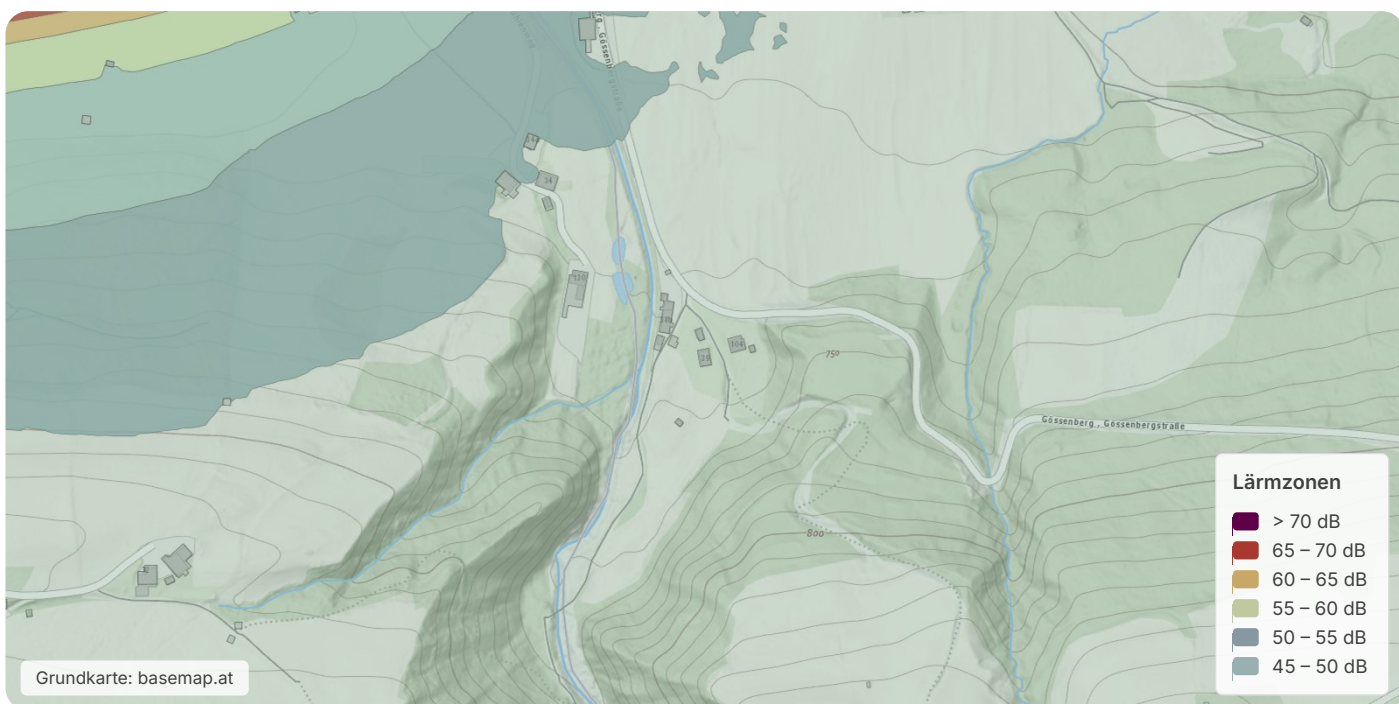 Gössenberg , Gössenbergstraße
750
104
800
Lärmzonen
> 70 dB
65 – 70 dB
60 – 65 dB
55 – 60 dB
50 – 55 dB
45 – 50 dB
Grundkarte: basemap.at